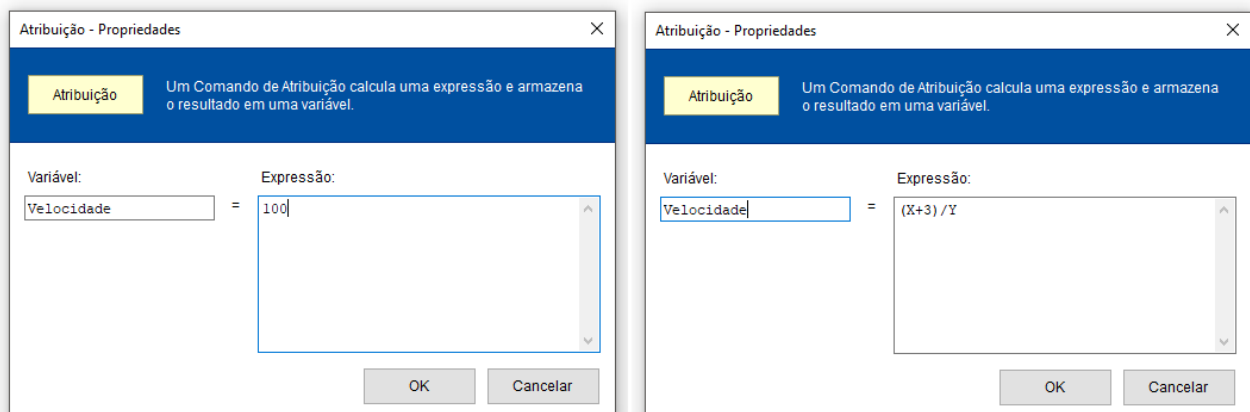 Atribuição - Propriedades
Atribuição
Um Comando de Atribuição calcula uma expressão e armazena
o resultado em uma variável.
Variável:
Expressão:
Velocidade
=
100
OK
Cancelar
Atribuição - Propriedades
Atribuição
Um Comando de Atribuição calcula uma expressão e armazena
o resultado em uma variável.
Variável:
Expressão:
Velocidade
=
(X+3)/Y
OK
Cancelar